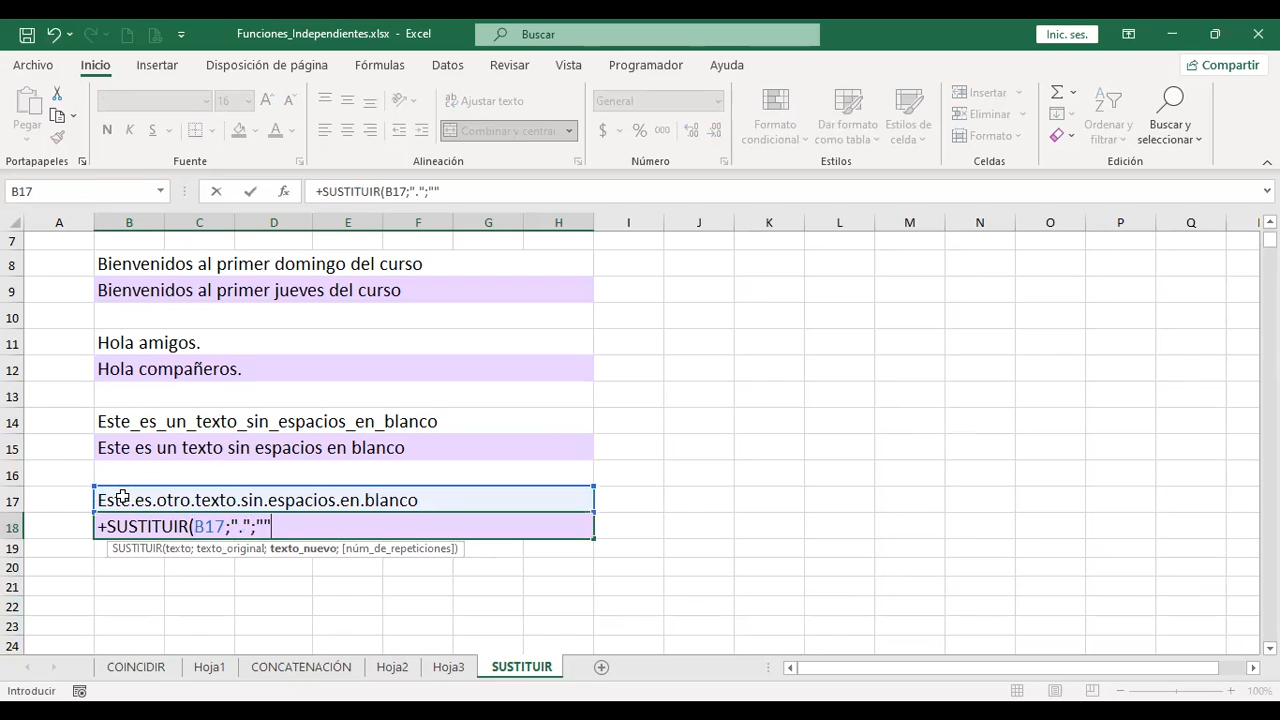 Funciones_Independientes.xlsx - Excel
Buscar
Inic. ses.
Archivo Inicio Insertar Disposición de página Fórmulas Datos Revisar Vista Programador Ayuda Compartir
Pegar
16
Ajustar texto
Combinar y centrar
General
Formato condicional
Dar formato como tabla
Estilos de celda
Insertar
Eliminar
Formato
Ordenar y filtrar
Buscar y seleccionar
Portapapeles Fuente Alineación Número Estilos Celdas Edición
B17 +SUSTITUIR(B17;".";""
A B C D E F G H I J K L M N O P Q
7
8 Bienvenidos al primer domingo del curso
9 Bienvenidos al primer jueves del curso
10
11 Hola amigos.
12 Hola compañeros.
13
14 Este_es_un_texto_sin_espacios_en_blanco
15 Este es un texto sin espacios en blanco
16
17 Este.es.otro.texto.sin.espacios.en.blanco
18 +SUSTITUIR(B17;".";""
19 SUSTITUIR(texto; texto_original; texto_nuevo; [núm_de_repeticiones])
20
21
22
23
24
COINCIDIR Hoja1 CONCATENACIÓN Hoja2 Hoja3 SUSTITUIR
Introducir 100%